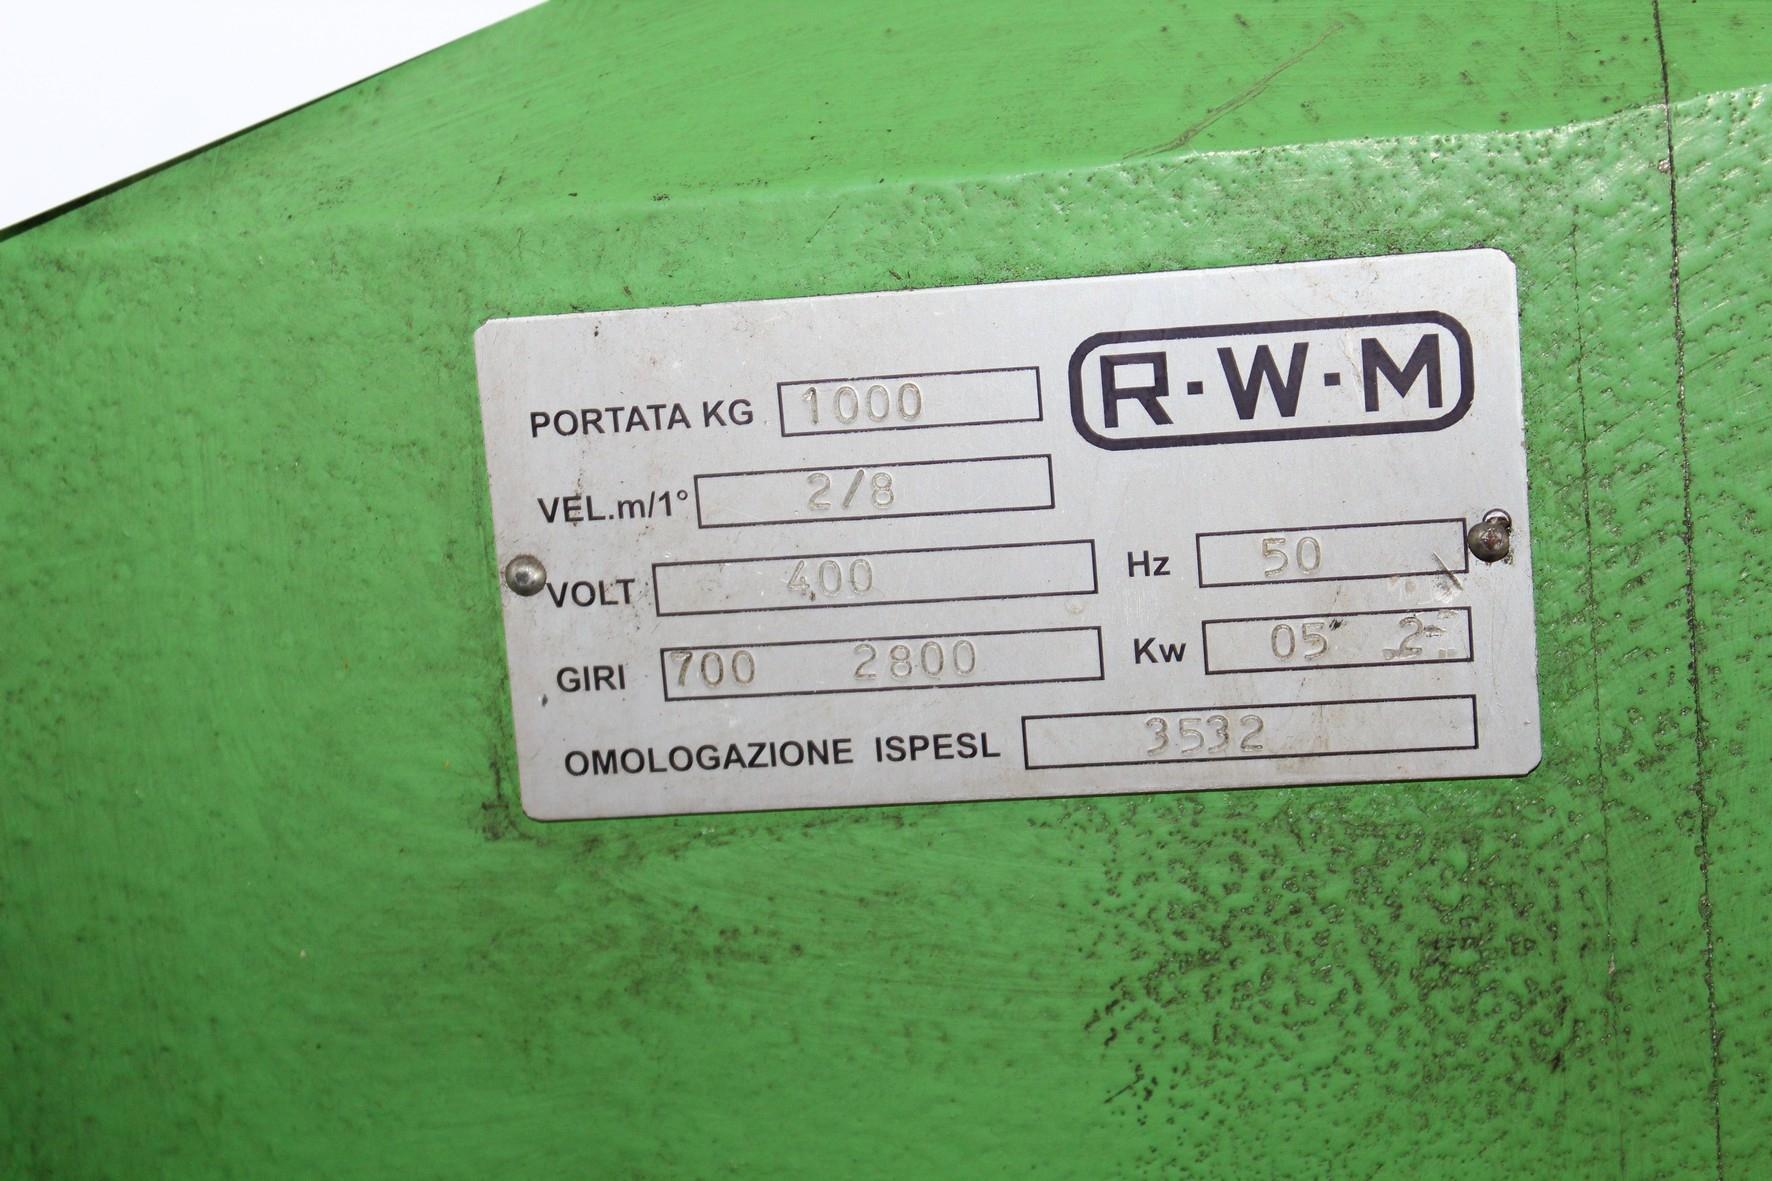 R·W·M
PORTATA KG 1000
VEL.m/1° 2/8
VOLT 400 Hz 50
GIRI 700 2800 Kw 05 2
OMOLOGAZIONE ISPESL 3532